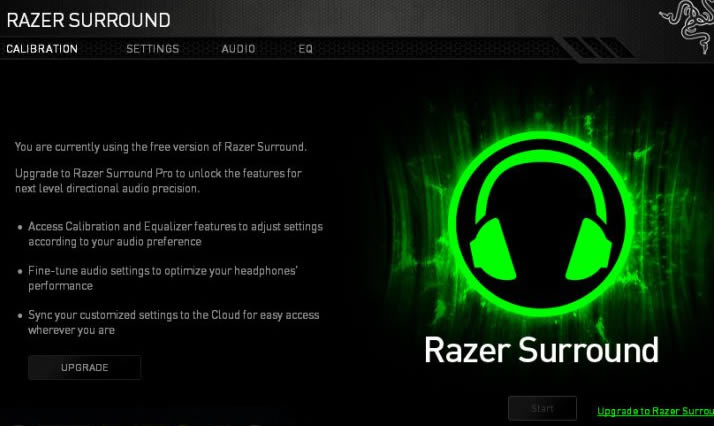 RAZER SURROUND
CALIBRATION SETTINGS AUDIO EQ
You are currently using the free version of Razer Surround.
Upgrade to Razer Surround Pro to unlock the features for
next level directional audio precision.
• Access Calibration and Equalizer features to adjust settings
according to your audio preference
• Fine-tune audio settings to optimize your headphones'
performance
• Sync your customized settings to the Cloud for easy access
wherever you are
UPGRADE
Razer Surround
Start
Upgrade to Razer Surrou